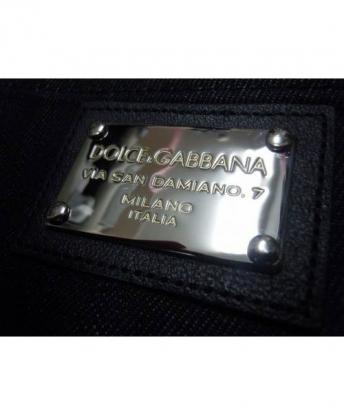 DOLCE&GABBANA
VIA SAN DAMIANO. 7
MILANO
ITALIA